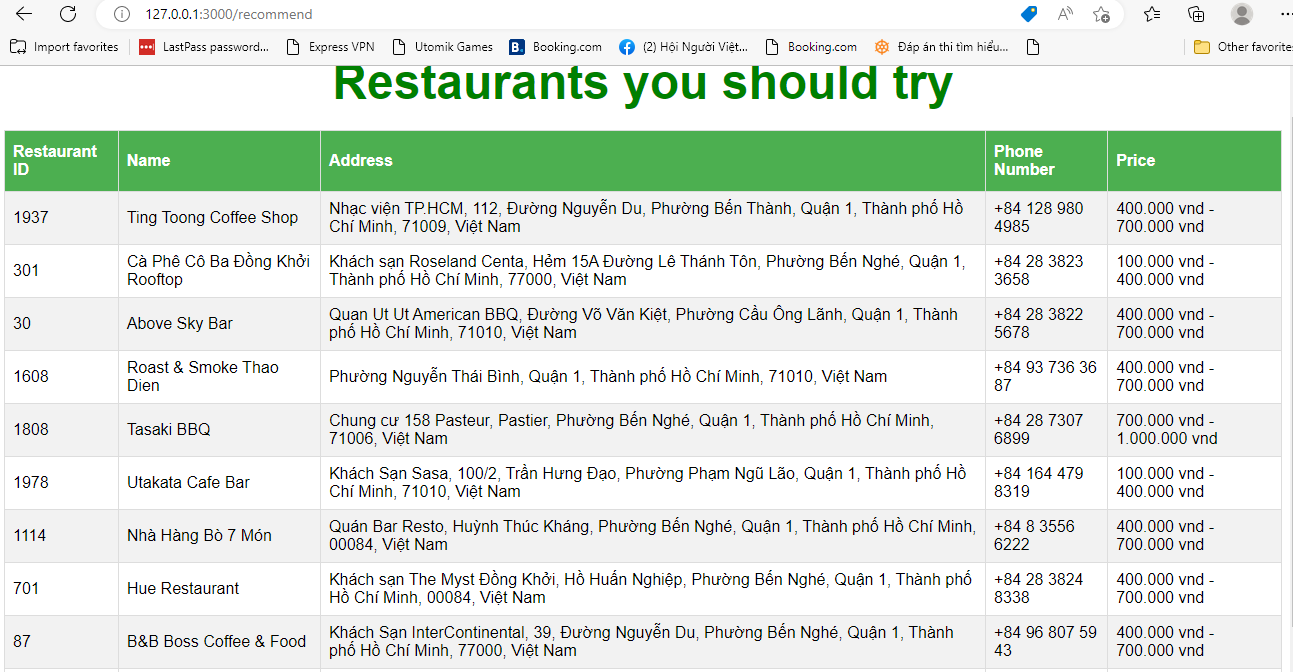 127.0.0.1:3000/recommend
Import favorites LastPass password... Express VPN Utomik Games B. Booking.com (2) Hội Người Việt... Booking.com Đáp án thi tìm hiểu... Other favorites
Restaurants you should try
Restaurant ID Name Address Phone Number Price
1937 Ting Toong Coffee Shop Nhạc viện TP.HCM, 112, Đường Nguyễn Du, Phường Bến Thành, Quận 1, Thành phố Hồ
Chí Minh, 71009, Việt Nam +84 128 980
4985 400.000 vnd -
700.000 vnd
301 Cà Phê Cô Ba Đồng Khởi
Rooftop Khách sạn Roseland Centa, Hẻm 15A Đường Lê Thánh Tôn, Phường Bến Nghé, Quận 1,
Thành phố Hồ Chí Minh, 77000, Việt Nam +84 28 3823
3658 100.000 vnd -
400.000 vnd
30 Above Sky Bar Quan Ut Ut American BBQ, Đường Võ Văn Kiệt, Phường Cầu Ông Lãnh, Quận 1, Thành
phố Hồ Chí Minh, 71010, Việt Nam +84 28 3822
5678 400.000 vnd -
700.000 vnd
1608 Roast & Smoke Thao
Dien Phường Nguyễn Thái Bình, Quận 1, Thành phố Hồ Chí Minh, 71010, Việt Nam +84 93 736 36
87 400.000 vnd -
700.000 vnd
1808 Tasaki BBQ Chung cư 158 Pasteur, Pastier, Phường Bến Nghé, Quận 1, Thành phố Hồ Chí Minh,
71006, Việt Nam +84 28 7307
6899 700.000 vnd -
1.000.000 vnd
1978 Utakata Cafe Bar Khách Sạn Sasa, 100/2, Trần Hưng Đạo, Phường Phạm Ngũ Lão, Quận 1, Thành phố Hồ
Chí Minh, 71010, Việt Nam +84 164 479
8319 100.000 vnd -
400.000 vnd
1114 Nhà Hàng Bò 7 Món Quán Bar Resto, Huỳnh Thúc Kháng, Phường Bến Nghé, Quận 1, Thành phố Hồ Chí Minh,
00084, Việt Nam +84 8 3556
6222 400.000 vnd -
700.000 vnd
701 Hue Restaurant Khách sạn The Myst Đồng Khởi, Hồ Huấn Nghiệp, Phường Bến Nghé, Quận 1, Thành phố
Hồ Chí Minh, 00084, Việt Nam +84 28 3824
8338 400.000 vnd -
700.000 vnd
87 B&B Boss Coffee & Food Khách Sạn InterContinental, 39, Đường Nguyễn Du, Phường Bến Nghé, Quận 1, Thành
phố Hồ Chí Minh, 77000, Việt Nam +84 96 807 59
43 400.000 vnd -
700.000 vnd